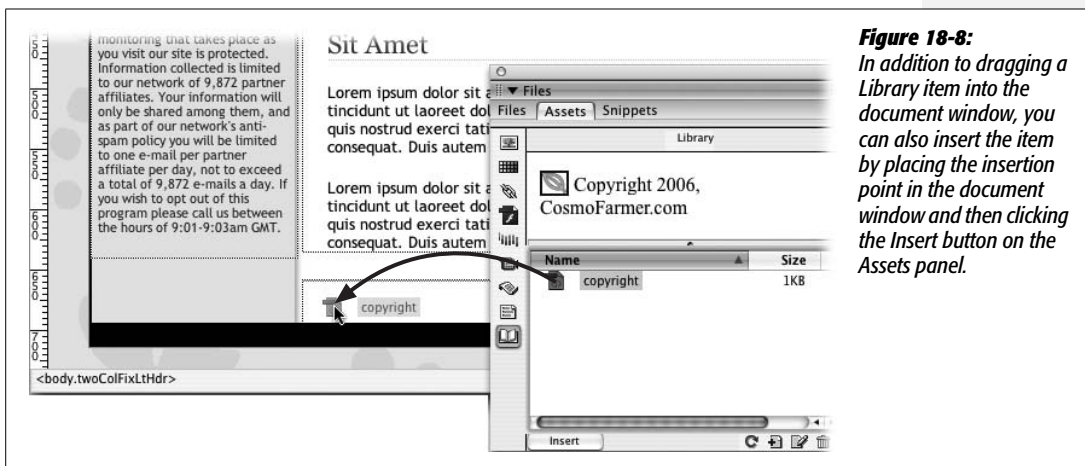 monitoring that takes place as
you visit our site is protected.
Information collected is limited
to our network of 9,872 partner
affiliates. Your information will
only be shared among them, and
as part of our network's anti-
spam policy you will be limited
to one e-mail per partner
affiliate per day, not to exceed
a total of 9,872 e-mails a day. If
you wish to opt out of this
program please call us between
the hours of 9:01-9:03am GMT.
Sit Amet
Lorem ipsum dolor sit a
tincidunt ut laoreet dol
quis nostrud exerci tati
consequat. Duis autem
Lorem ipsum dolor sit a
tincidunt ut laoreet dol
quis nostrud exerci tati
consequat. Duis autem
copyright
<body.twoColFixLtHdr>
Files
Files Assets Snippets
Library
Copyright 2006,
CosmoFarmer.com
Name Size
copyright 1KB
Insert
Figure 18-8:
In addition to dragging a
Library item into the
document window, you
can also insert the item
by placing the insertion
point in the document
window and then clicking
the Insert button on the
Assets panel.